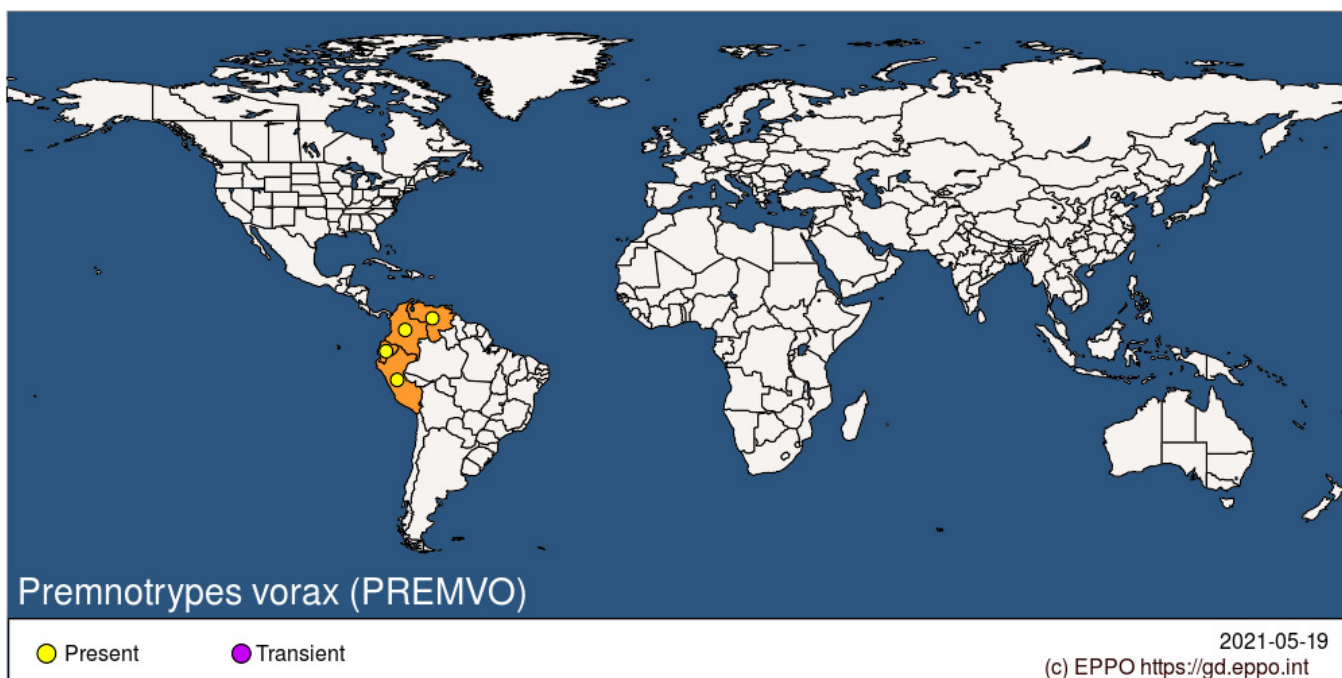 Premnotrypes vorax (PREMVO)
Present
Transient
2021-05-19
(c) EPPO https://gd.eppo.int